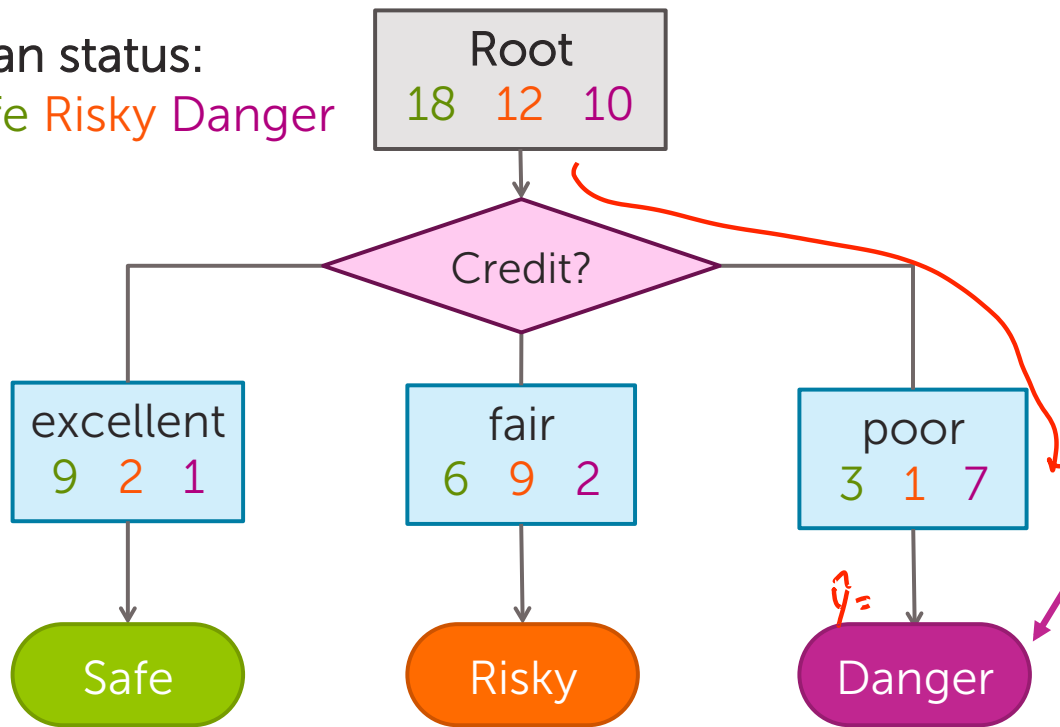 an status:
fe Risky Danger
Root
18 12 10
Credit?
excellent
9 2 1
fair
6 9 2
poor
3 1 7
ŷ =
Safe
Risky
Danger